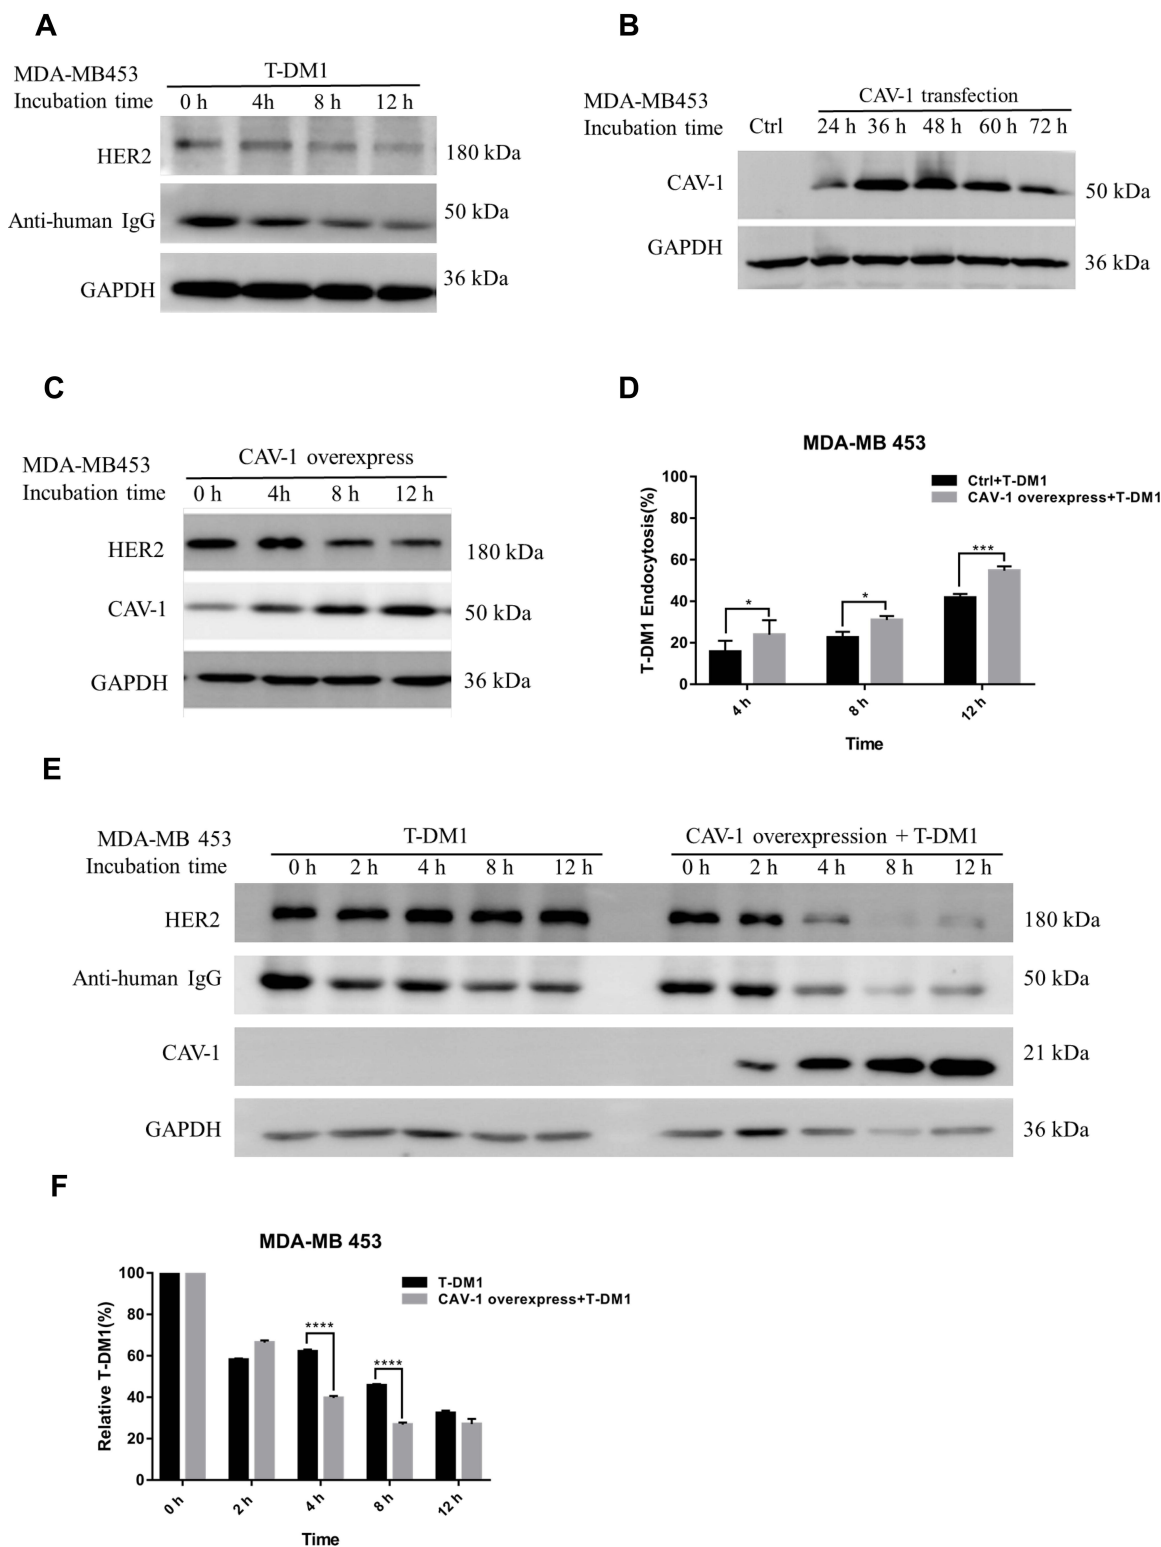 A
MDA-MB453
T-DM1
Incubation time 0 h 4h 8 h 12 h
HER2 180 kDa
Anti-human IgG 50 kDa
GAPDH 36 kDa
B
MDA-MB453
CAV-1 transfection
Incubation time Ctrl 24 h 36 h 48 h 60 h 72 h
CAV-1 50 kDa
GAPDH 36 kDa
C
MDA-MB453
CAV-1 overexpress
Incubation time 0 h 4h 8 h 12 h
HER2 180 kDa
CAV-1 50 kDa
GAPDH 36 kDa
D
MDA-MB 453
T-DM1 Endocytosis(%)
100
80
60
40
20
0
Ctrl+T-DM1
CAV-1 overexpress+T-DM1
* * ***
4 h 8 h 12 h
Time
E
MDA-MB 453 T-DM1 CAV-1 overexpression + T-DM1
Incubation time 0 h 2 h 4 h 8 h 12 h 0 h 2 h 4 h 8 h 12 h
HER2 180 kDa
Anti-human IgG 50 kDa
CAV-1 21 kDa
GAPDH 36 kDa
F
MDA-MB 453
Relative T-DM1(%)
100
80
60
40
20
0
T-DM1
CAV-1 overexpress+T-DM1
**** ****
0 h 2 h 4 h 8 h 12 h
Time